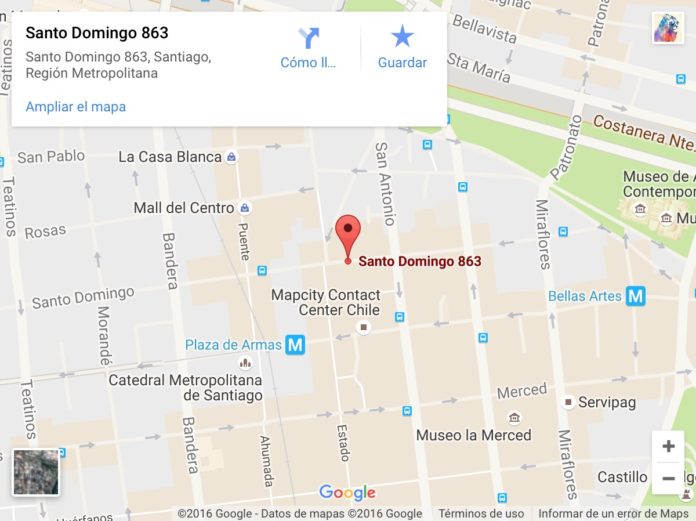 Santo Domingo 863
Santo Domingo 863, Santiago,
Región Metropolitana
Ampliar el mapa
Cómo ll...
Guardar
Bellavista
Sta María
Patronato
Costanera Nte.
Patronato
Teatinos
San Pablo
La Casa Blanca
San Antonio
Museo de A
Contempor
Mu
Mall del Centro
Rosas
Teatinos
Bandera
Puente
Miraflores
Santo Domingo 863
Santo Domingo
Mapcity Contact
Center Chile
Bellas Artes M
Morandé
Plaza de Armas M
Catedral Metropolitana
de Santiago
Merced
Servipag
Teatinos
Bandera
Ahumada
Estado
Museo la Merced
Miraflores
+
−
Castillo
lgo
Google
Huérfanos
©2016 Google - Datos de mapas ©2016 Google
Términos de uso
Informar de un error de Maps